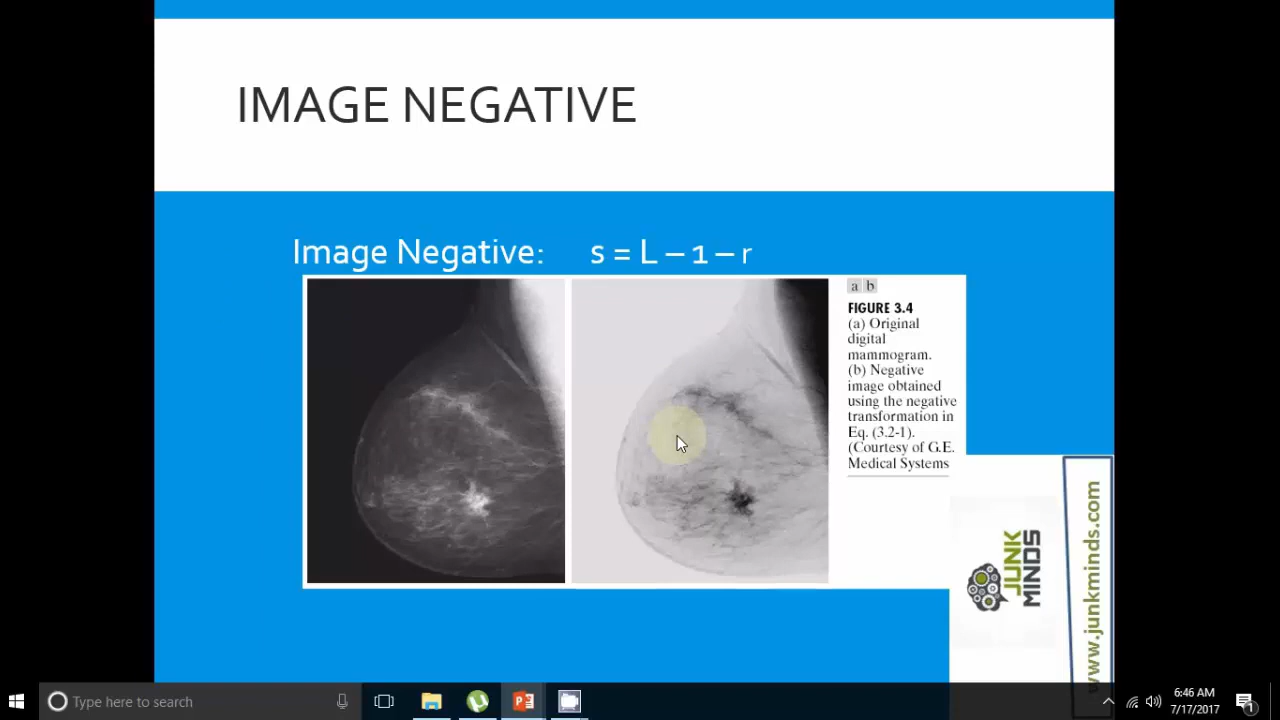 IMAGE NEGATIVE
Image Negative: s = L – 1 – r
a b
FIGURE 3.4
(a) Original
digital
mammogram.
(b) Negative
image obtained
using the negative
transformation in
Eq. (3.2-1).
(Courtesy of G.E.
Medical Systems
JUNK
MINDS
www.junkminds.com
Type here to search
6:46 AM
7/17/2017
1